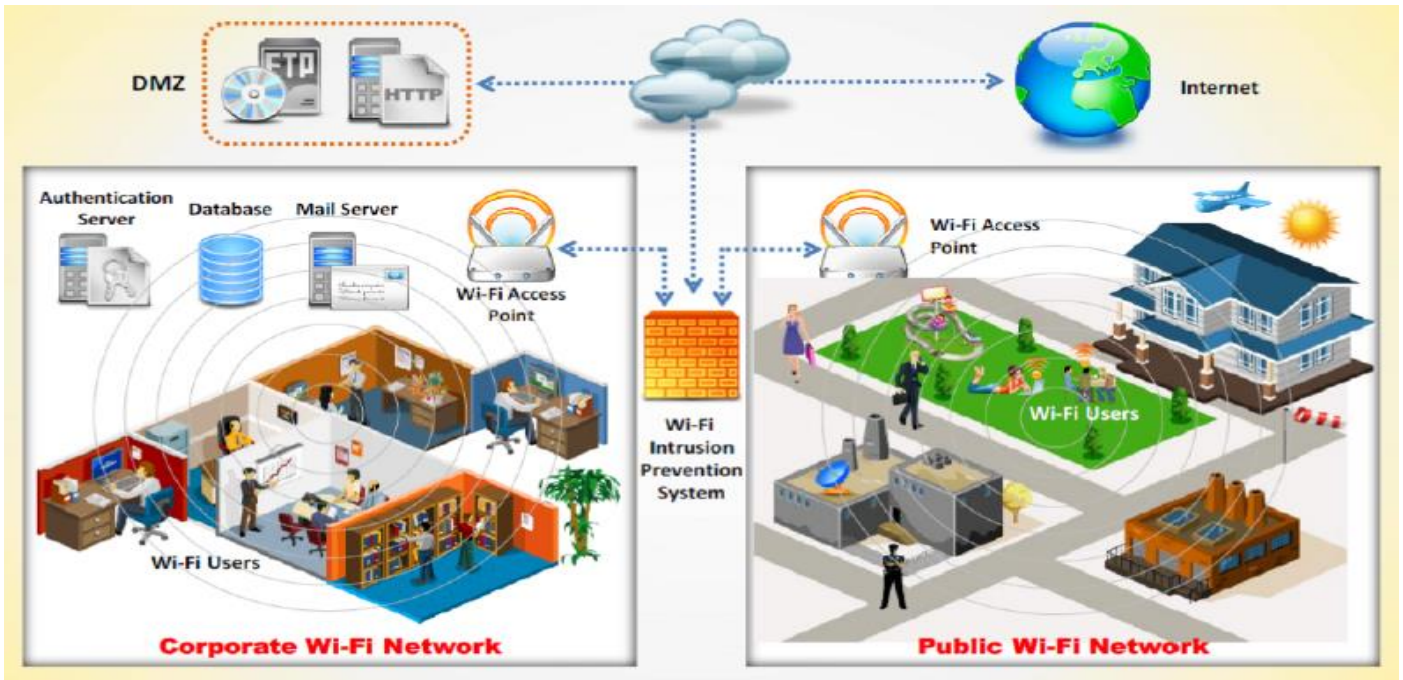 DMZ
FTP
HTTP
Internet
Authentication
Server
Database
Mail Server
Wi-Fi Access
Point
Wi-Fi Users
Corporate Wi-Fi Network
Wi-Fi
Intrusion
Prevention
System
Wi-Fi Access
Point
Wi-Fi Users
Public Wi-Fi Network